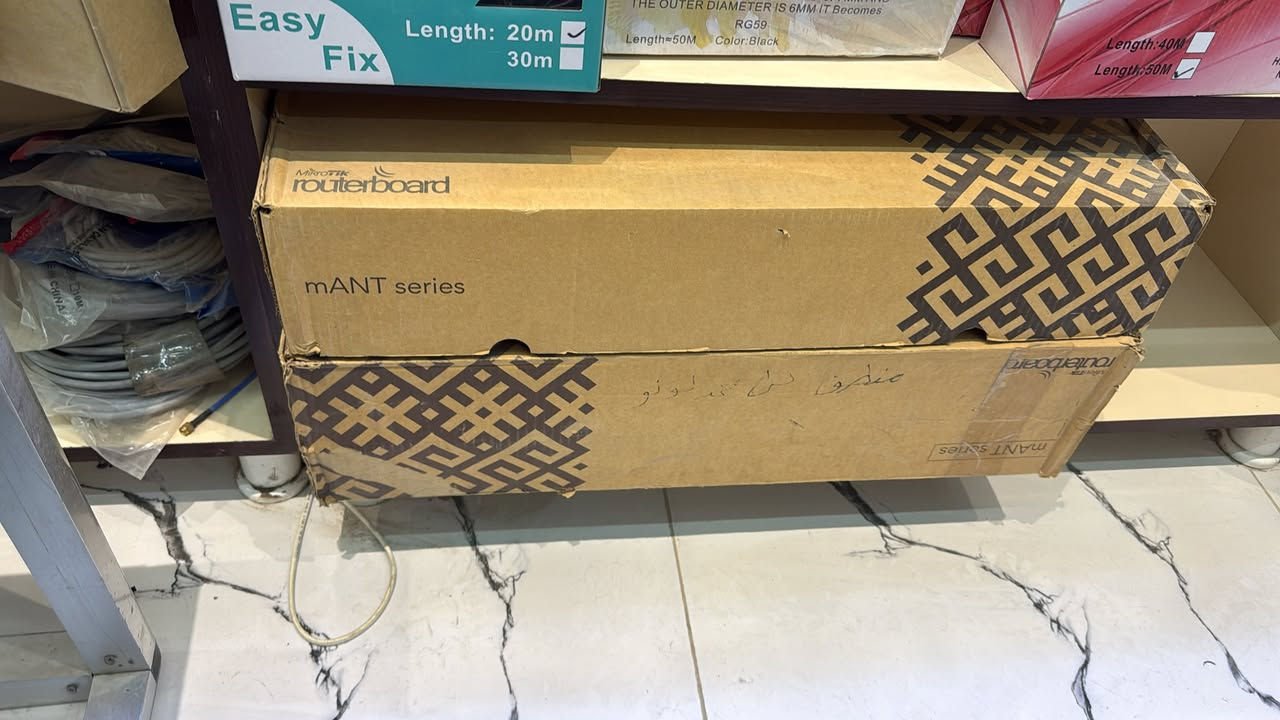 Easy
Fix
Length: 20m
30m
THE OUTER DIAMETER IS 6MM IT Becomes
RG59
Length≈50M Color:Black
Length:40M
Length:50M
MikroTik
routerboard
mANT series
MikroTik
routerboard
mANT series